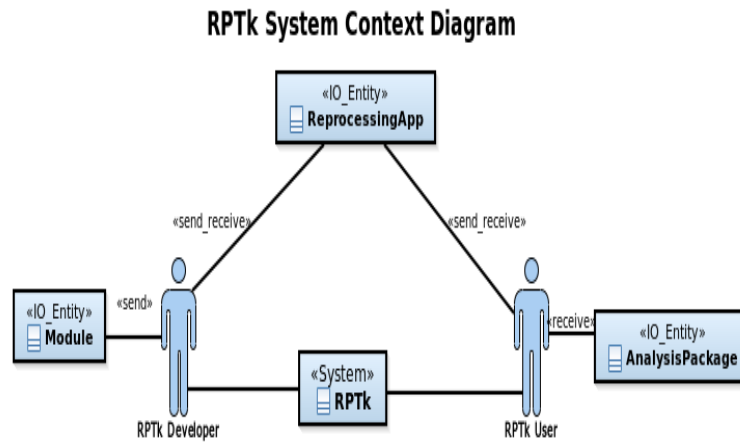 RPTk System Context Diagram
«IO_Entity»
ReprocessingApp
«send_receive»
«send_receive»
«IO_Entity»
Module
«send»
«receive»
«IO_Entity»
AnalysisPackage
«System»
RPTk
RPTk Developer
RPTk User